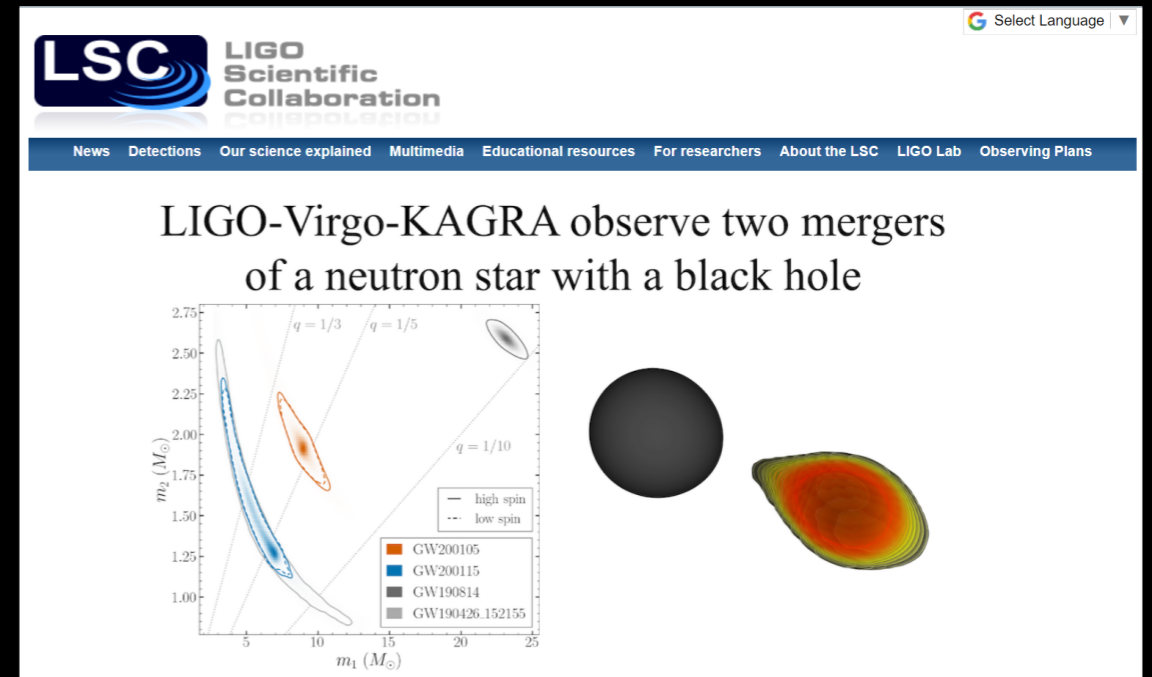 Select Language ▼
LSC
LIGO
Scientific
Collaboration
News Detections Our science explained Multimedia Educational resources For researchers About the LSC LIGO Lab Observing Plans
LIGO-Virgo-KAGRA observe two mergers
of a neutron star with a black hole
2.75
2.50
2.25
2.00
1.75
1.50
1.25
1.00
m₂ (M☉)
q = 1/3
q = 1/5
q = 1/10
high spin
low spin
GW200105
GW200115
GW190814
GW190426_152155
5 10 15 20 25
m₁ (M☉)